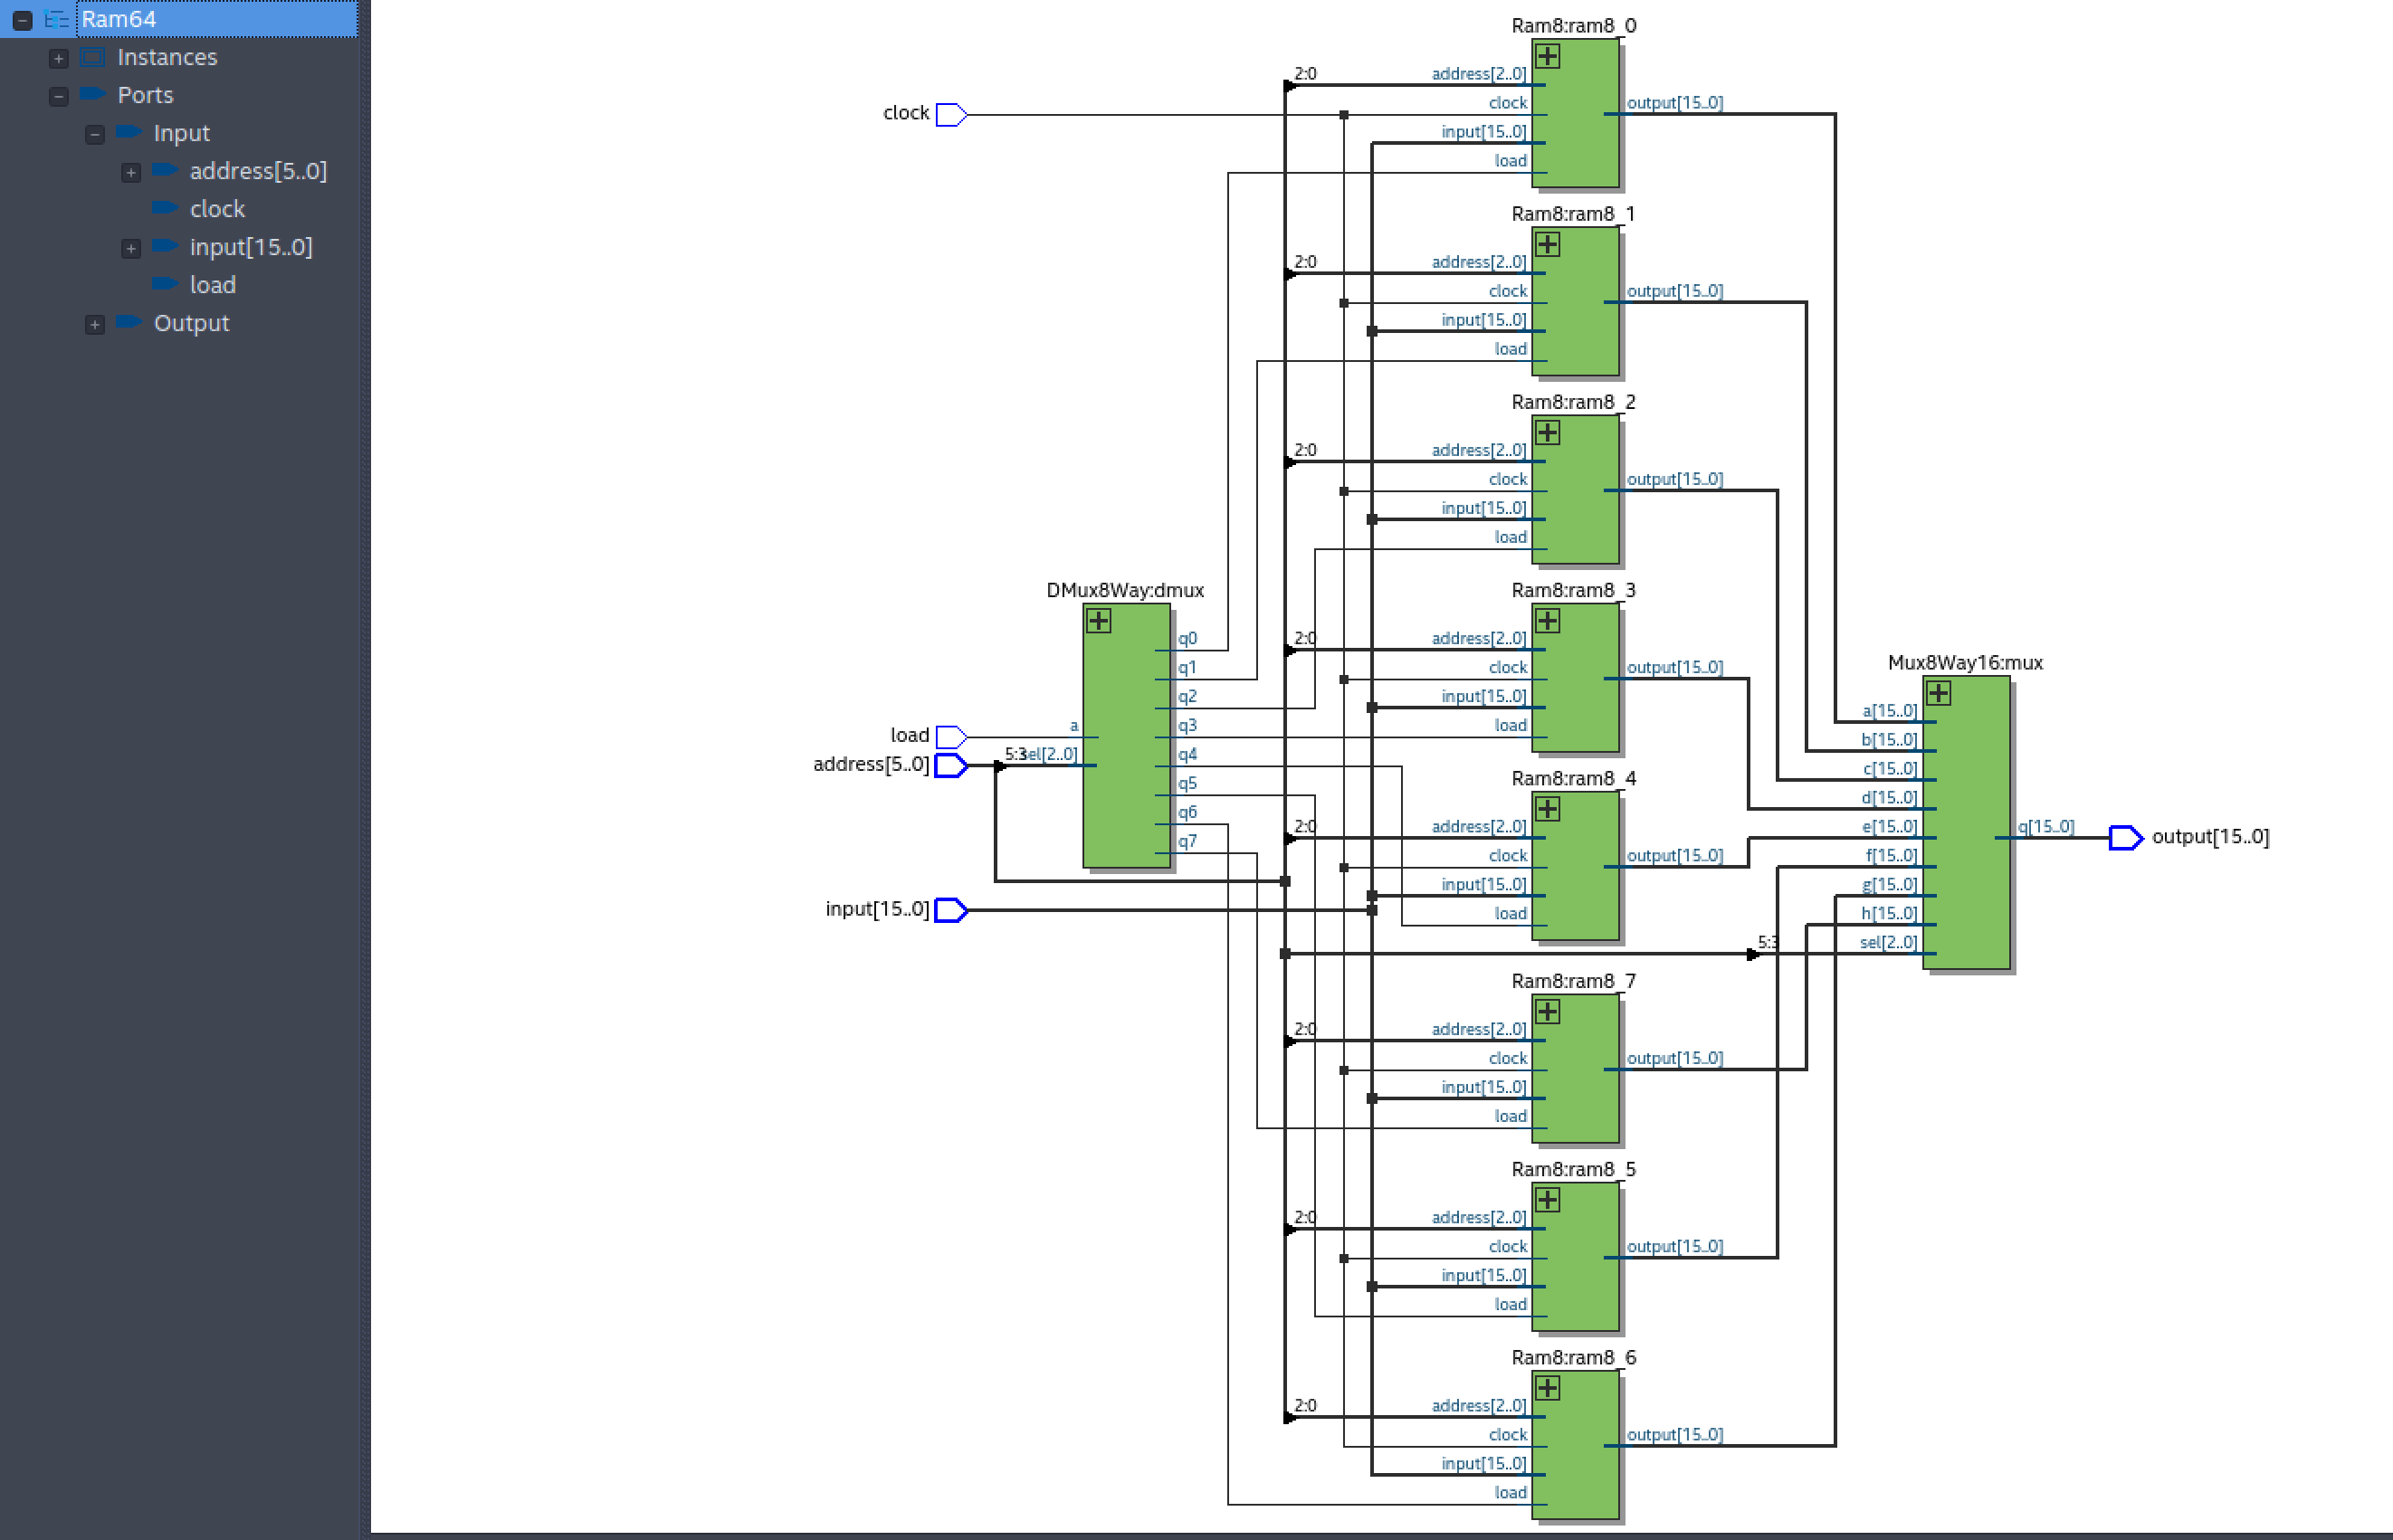 Ram64
Instances
Ports
Input
address[5..0]
clock
input[15..0]
load
Output
clock
load
address[5..0]
input[15..0]
DMux8Way:dmux
a
5:3
sel[2..0]
q0
q1
q2
q3
q4
q5
q6
q7
Ram8:ram8_0
2:0
address[2..0]
clock
input[15..0]
load
output[15..0]
Ram8:ram8_1
2:0
address[2..0]
clock
input[15..0]
load
output[15..0]
Ram8:ram8_2
2:0
address[2..0]
clock
input[15..0]
load
output[15..0]
Ram8:ram8_3
2:0
address[2..0]
clock
input[15..0]
load
output[15..0]
Ram8:ram8_4
2:0
address[2..0]
clock
input[15..0]
load
output[15..0]
Ram8:ram8_7
2:0
address[2..0]
clock
input[15..0]
load
output[15..0]
Ram8:ram8_5
2:0
address[2..0]
clock
input[15..0]
load
output[15..0]
Ram8:ram8_6
2:0
address[2..0]
clock
input[15..0]
load
output[15..0]
Mux8Way16:mux
a[15..0]
b[15..0]
c[15..0]
d[15..0]
e[15..0]
f[15..0]
g[15..0]
h[15..0]
5:3
sel[2..0]
q[15..0]
output[15..0]